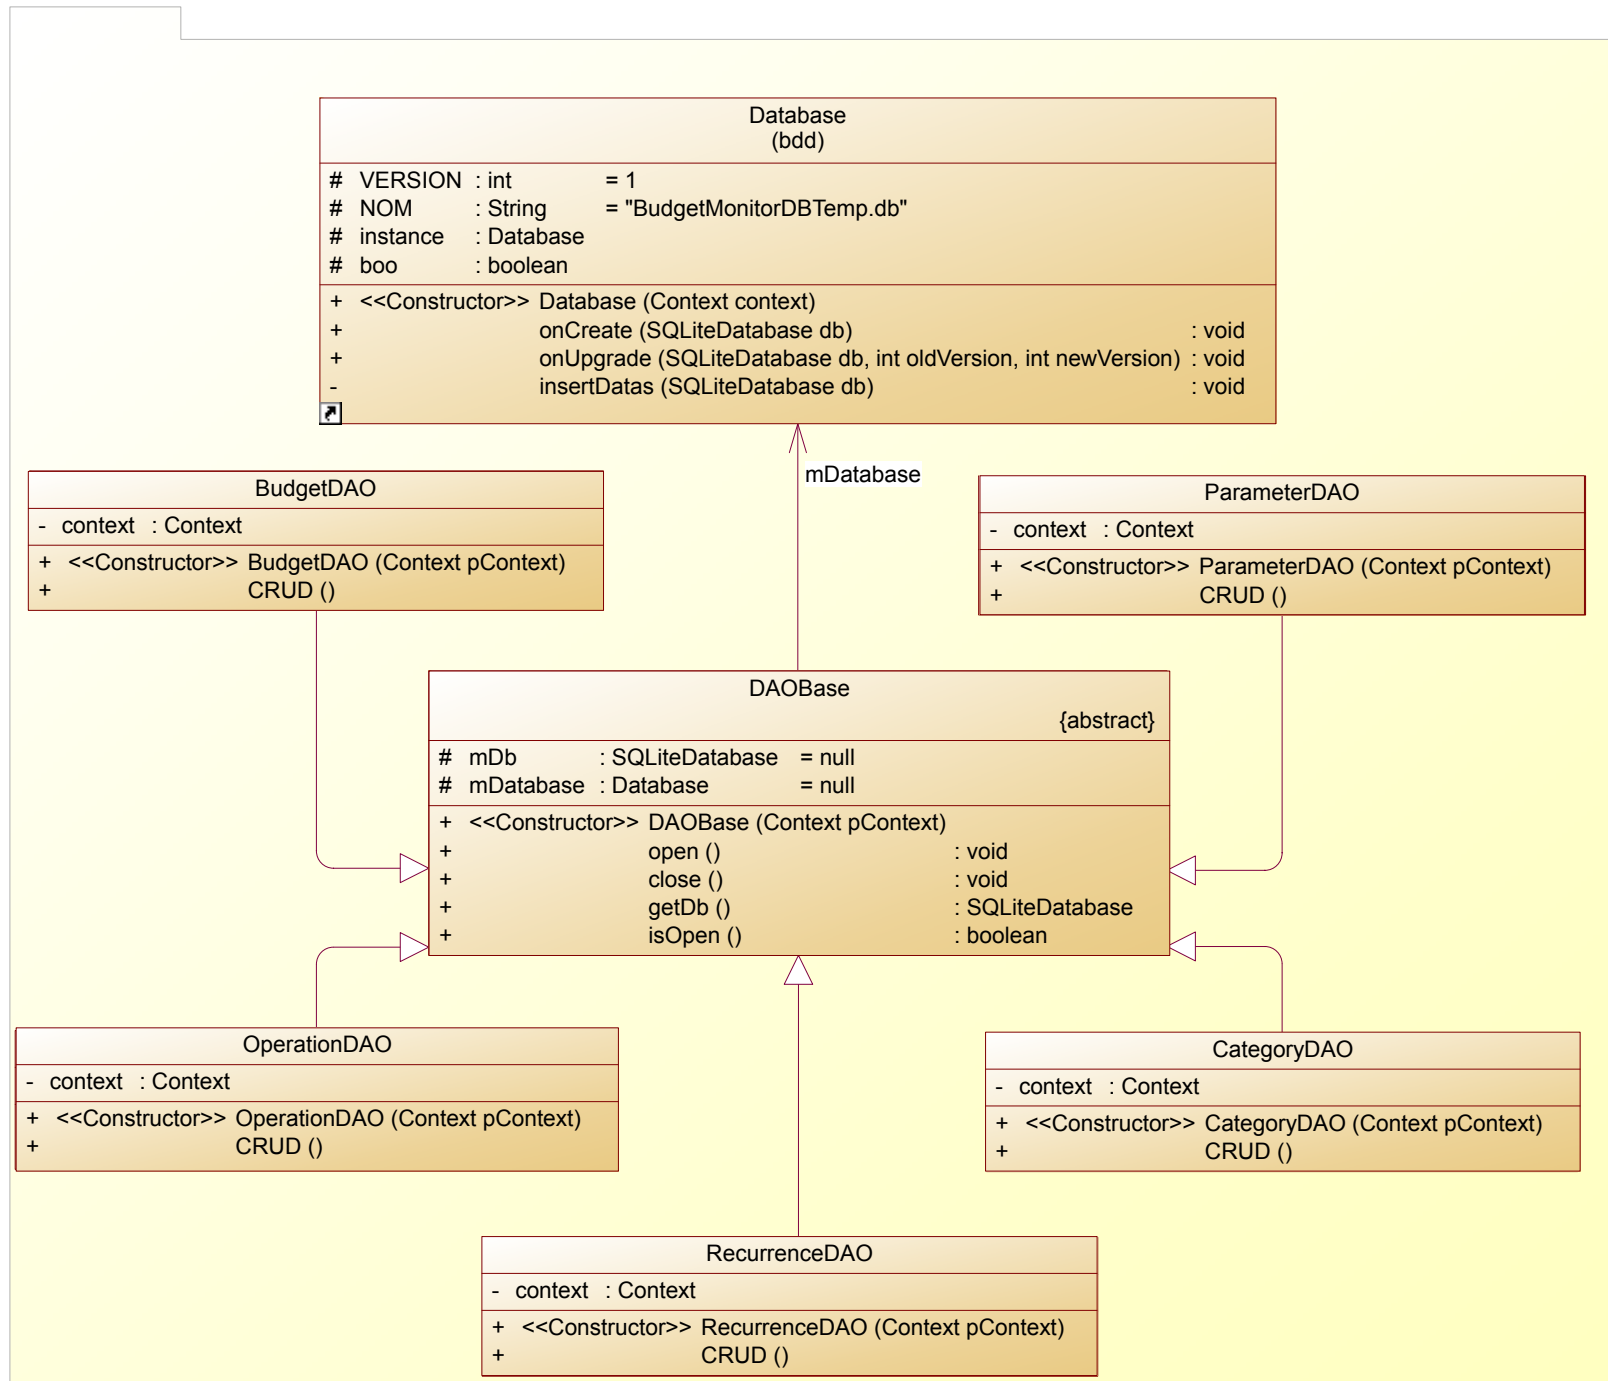 Database
(bdd)
# VERSION : int = 1
# NOM : String = "BudgetMonitorDBTemp.db"
# instance : Database
# boo : boolean
+ <<Constructor>> Database (Context context)
+ onCreate (SQLiteDatabase db) : void
+ onUpgrade (SQLiteDatabase db, int oldVersion, int newVersion) : void
- insertDatas (SQLiteDatabase db) : void
mDatabase
BudgetDAO
- context : Context
+ <<Constructor>> BudgetDAO (Context pContext)
+ CRUD ()
ParameterDAO
- context : Context
+ <<Constructor>> ParameterDAO (Context pContext)
+ CRUD ()
DAOBase
{abstract}
# mDb : SQLiteDatabase = null
# mDatabase : Database = null
+ <<Constructor>> DAOBase (Context pContext)
+ open () : void
+ close () : void
+ getDb () : SQLiteDatabase
+ isOpen () : boolean
OperationDAO
- context : Context
+ <<Constructor>> OperationDAO (Context pContext)
+ CRUD ()
CategoryDAO
- context : Context
+ <<Constructor>> CategoryDAO (Context pContext)
+ CRUD ()
RecurrenceDAO
- context : Context
+ <<Constructor>> RecurrenceDAO (Context pContext)
+ CRUD ()